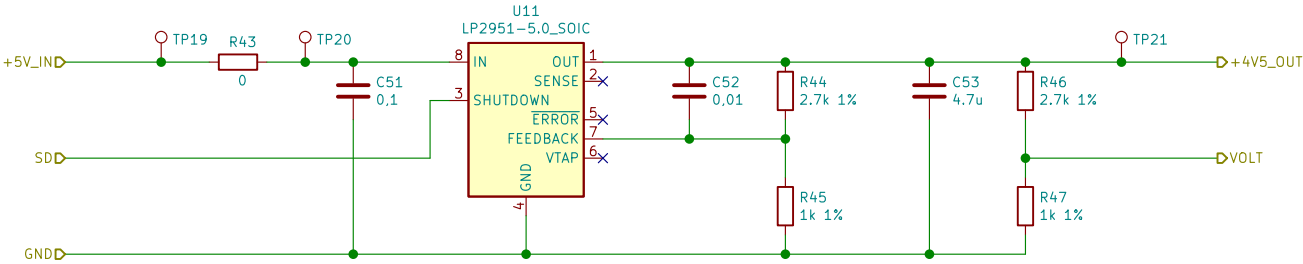 U11
LP2951-5.0_SOIC
TP19
R43
0
TP20
TP21
+5V_IN
8
IN
OUT
1
+4V5_OUT
SENSE
2
C51
0,1
C52
0,01
R44
2.7k 1%
C53
4.7u
R46
2.7k 1%
3
SHUTDOWN
ERROR
5
FEEDBACK
7
SD
VTAP
6
VOLT
GND
4
R45
1k 1%
R47
1k 1%
GND